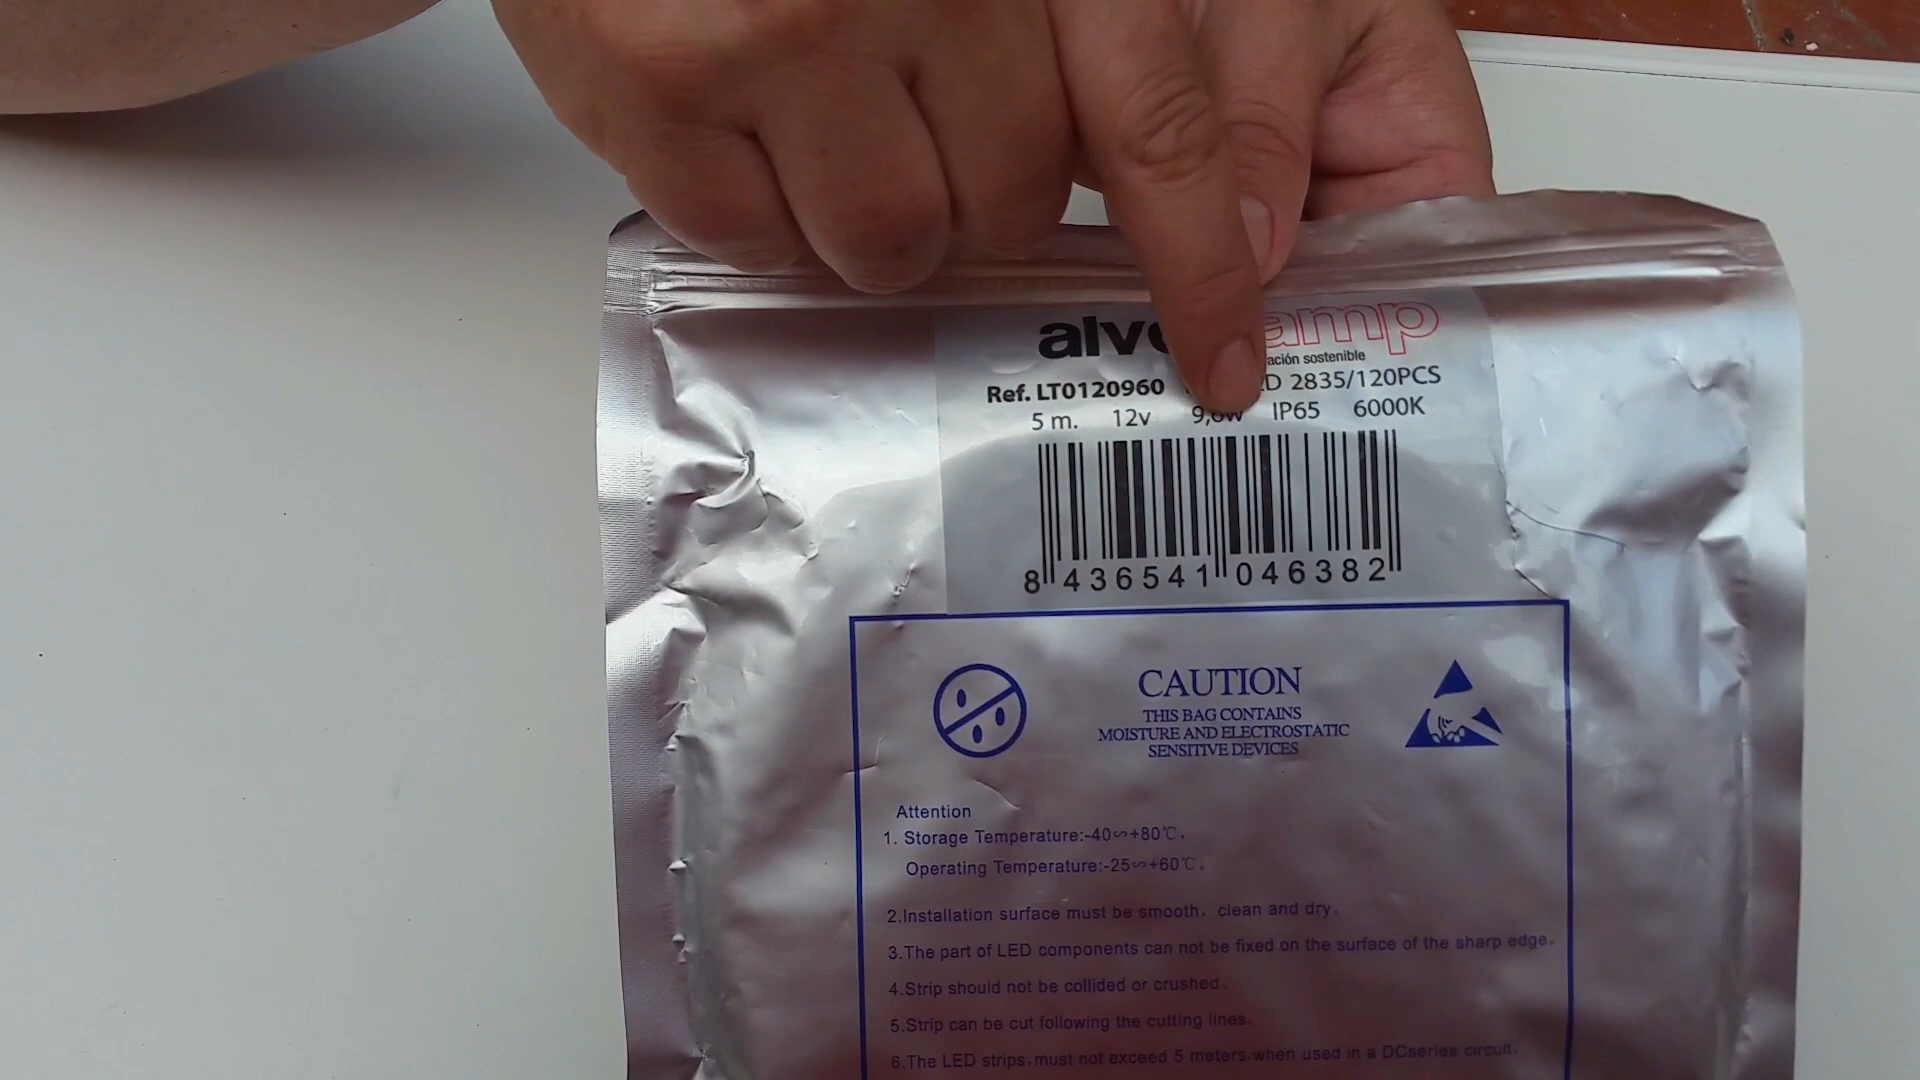 alv amp
ación sostenible
Ref. LT0120960 2835/120PCS
5 m. 12v 9,6w IP65 6000K
8 436541 046382
CAUTION
THIS BAG CONTAINS
MOISTURE AND ELECTROSTATIC
SENSITIVE DEVICES
Attention
1. Storage Temperature:-40∽+80℃.
Operating Temperature:-25∽+60℃.
2.Installation surface must be smooth. clean and dry.
3.The part of LED components can not be fixed on the surface of the sharp edge.
4.Strip should not be collided or crushed.
5.Strip can be cut following the cutting lines.
6.The LED strips.must not exceed 5 meters.when used in a DCseries circuit.